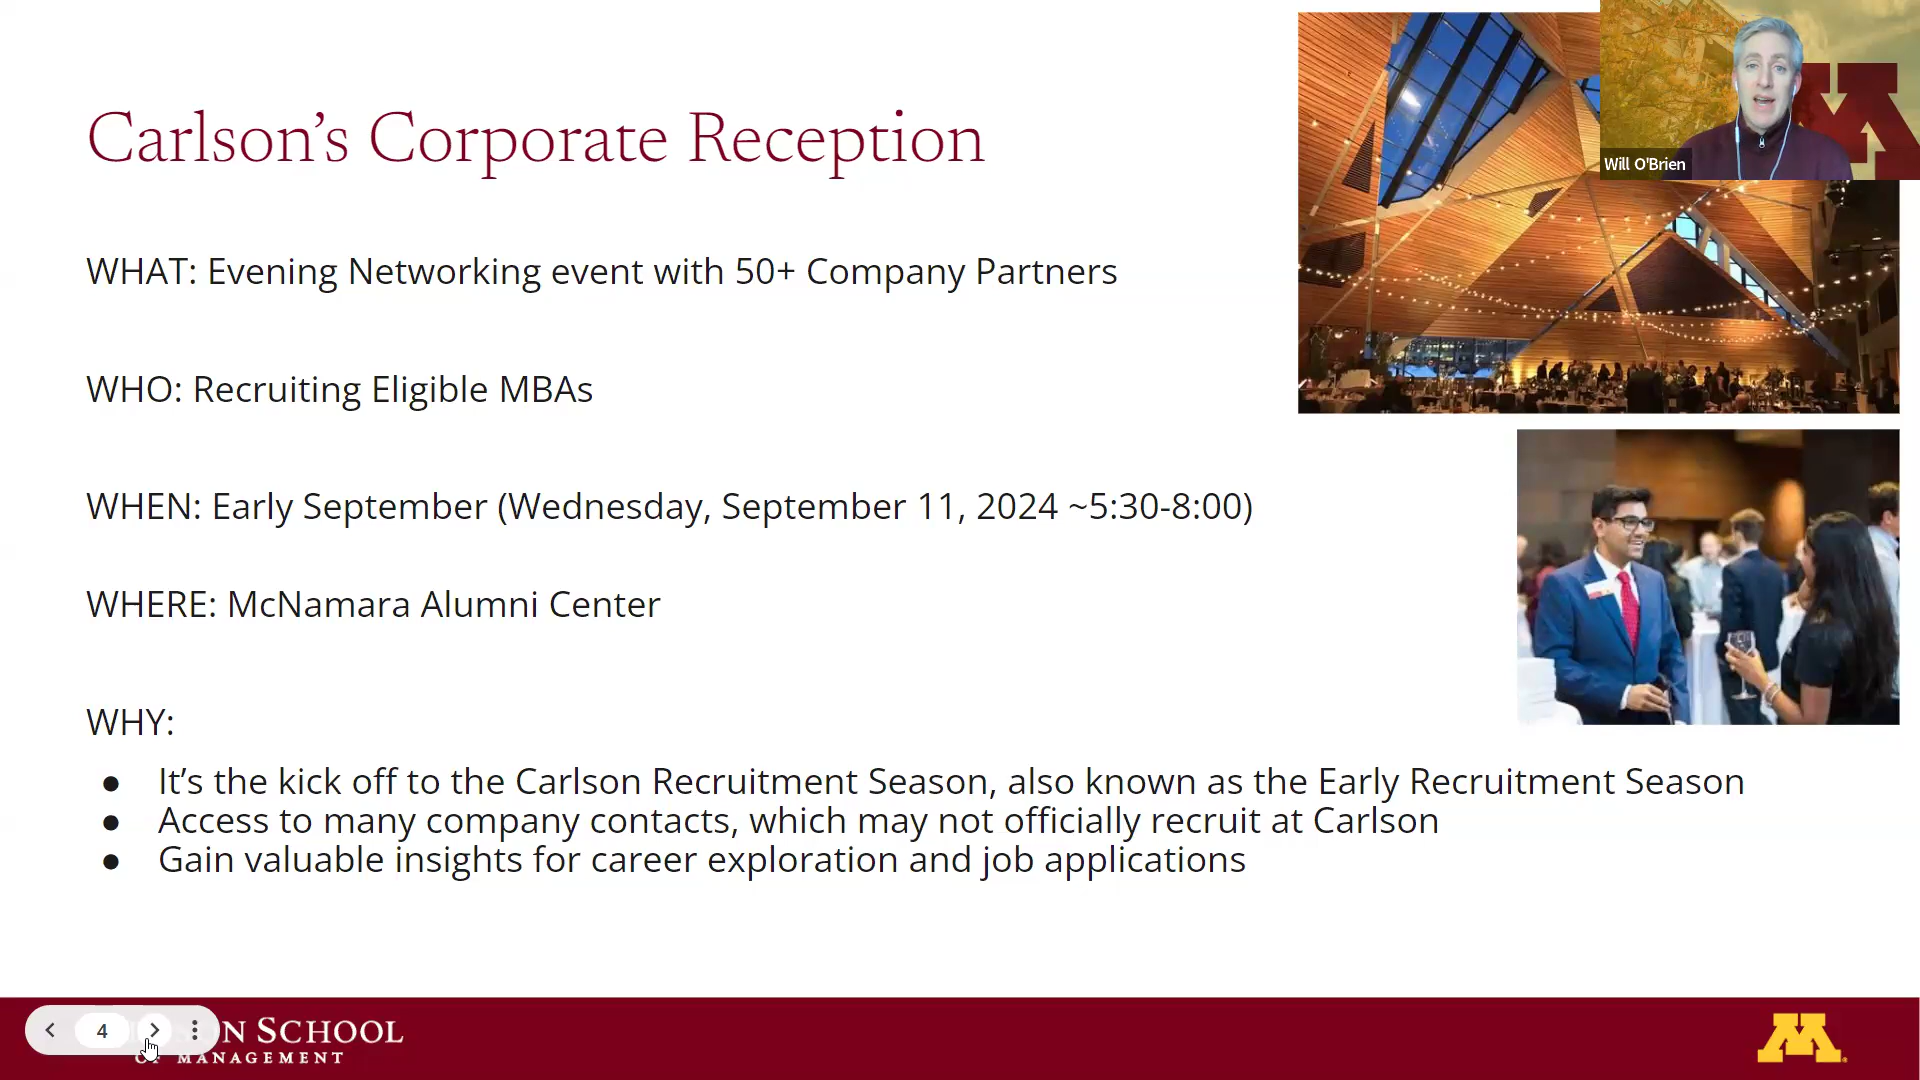 Carlson’s Corporate Reception
Will O'Brien
WHAT: Evening Networking event with 50+ Company Partners
WHO: Recruiting Eligible MBAs
WHEN: Early September (Wednesday, September 11, 2024 ~5:30-8:00)
WHERE: McNamara Alumni Center
WHY:
● It’s the kick off to the Carlson Recruitment Season, also known as the Early Recruitment Season
● Access to many company contacts, which may not officially recruit at Carlson
● Gain valuable insights for career exploration and job applications
4
N SCHOOL
OF MANAGEMENT
M